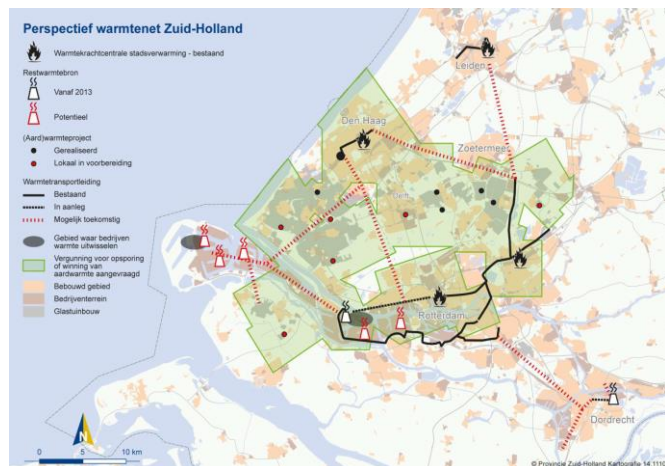 Perspectief warmtenet Zuid-Holland
Warmtekrachtcentrale stadsverwarming - bestaand
Restwarmtebron
Vanaf 2013
Potentieel
(Aard)warmteproject
Gerealiseerd
Lokaal in voorbereiding
Warmtetransportleiding
Bestaand
In aanleg
Mogelijk toekomstig
Gebied waar bedrijven
warmte uitwisselen
Vergunning voor opsporing
of winning van
aardwarmte aangevraagd
Bebouwd gebied
Bedrijventerrein
Glastuinbouw
Leiden
Den Haag
Zoetermeer
Delft
Rotterdam
Dordrecht
N
0 5 10 km
© Provincie Zuid-Holland Kartografie